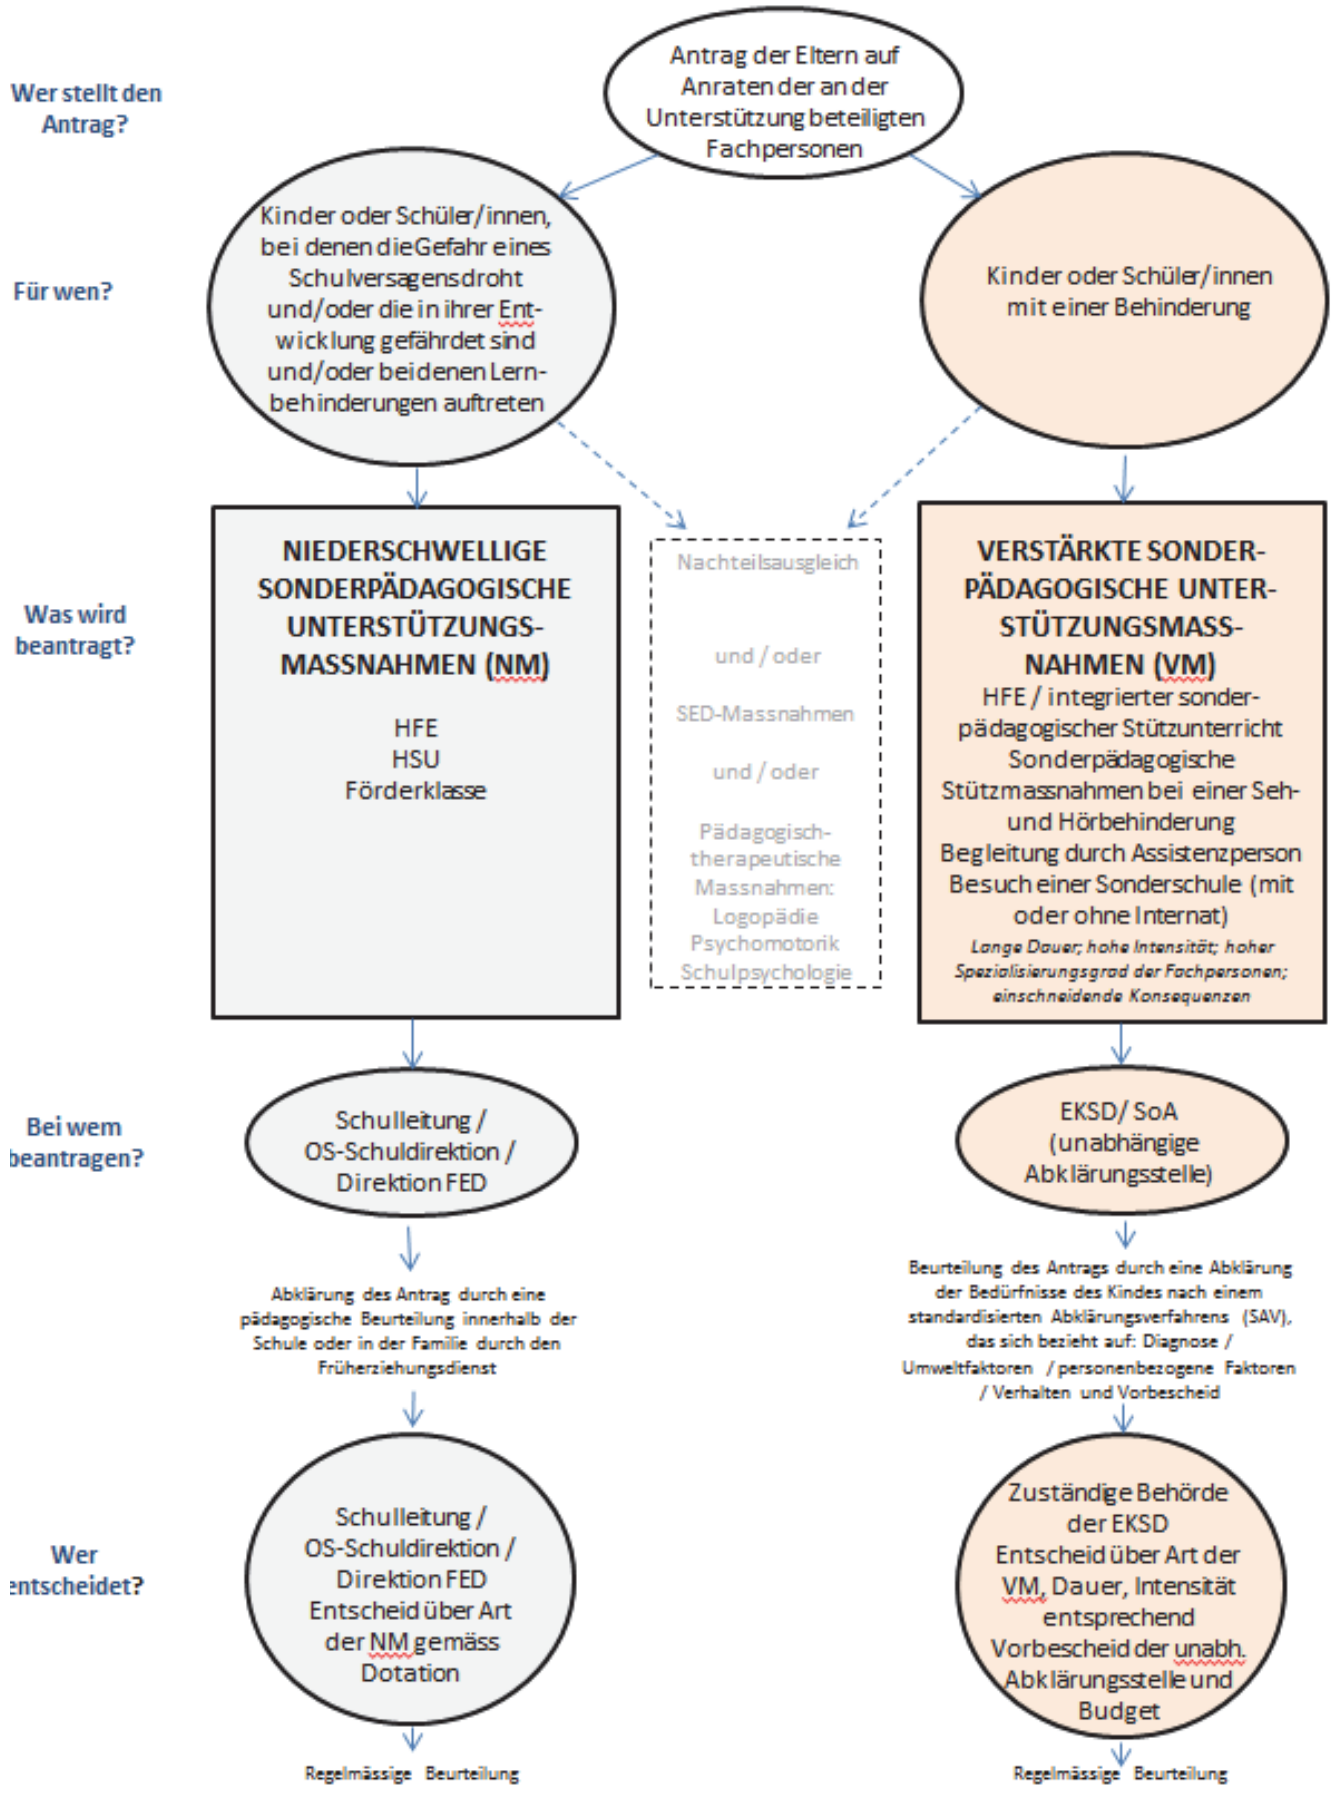 Wer stellt den
Antrag?
Antrag der Eltern auf
Anraten der an der
Unterstützung beteiligten
Fachpersonen
Für wen?
Kinder oder Schüler/innen,
bei denen die Gefahr eines
Schulversagens droht
und/oder die in ihrer Ent-
wicklung gefährdet sind
und/oder bei denen Lern-
behinderungen auftreten
Kinder oder Schüler/innen
mit einer Behinderung
Was wird
beantragt?
NIEDERSCHWELLIGE
SONDERPÄDAGOGISCHE
UNTERSTÜTZUNGS-
MASSNAHMEN (NM)
HFE
HSU
Förderklasse
Nachteilsausgleich
und / oder
SED-Massnahmen
und / oder
Pädagogisch-
therapeutische
Massnahmen:
Logopädie
Psychomotorik
Schulpsychologie
VERSTÄRKTE SONDER-
PÄDAGOGISCHE UNTER-
STÜTZUNGSMASS-
NAHMEN (VM)
HFE / integrierter sonder-
pädagogischer Stützunterricht
Sonderpädagogische
Stützmassnahmen bei einer Seh-
und Hörbehinderung
Begleitung durch Assistenzperson
Besuch einer Sonderschule (mit
oder ohne Internat)
Lange Dauer; hohe Intensität; hoher
Spezialisierungsgrad der Fachpersonen;
einschneidende Konsequenzen
Bei wem
beantragen?
Schulleitung /
OS-Schuldirektion /
Direktion FED
EKSD/ SoA
(unabhängige
Abklärungsstelle)
Abklärung des Antrag durch eine
pädagogische Beurteilung innerhalb der
Schule oder in der Familie durch den
Früherziehungsdienst
Beurteilung des Antrags durch eine Abklärung
der Bedürfnisse des Kindes nach einem
standardisierten Abklärungsverfahrens (SAV),
das sich bezieht auf: Diagnose /
Umweltfaktoren / personenbezogene Faktoren
/ Verhalten und Vorbescheid
Wer
entscheidet?
Schulleitung /
OS-Schuldirektion /
Direktion FED
Entscheid über Art
der NM gemäss
Dotation
Zuständige Behörde
der EKSD
Entscheid über Art der
VM, Dauer, Intensität
entsprechend
Vorbescheid der unabh.
Abklärungsstelle und
Budget
Regelmässige Beurteilung
Regelmässige Beurteilung